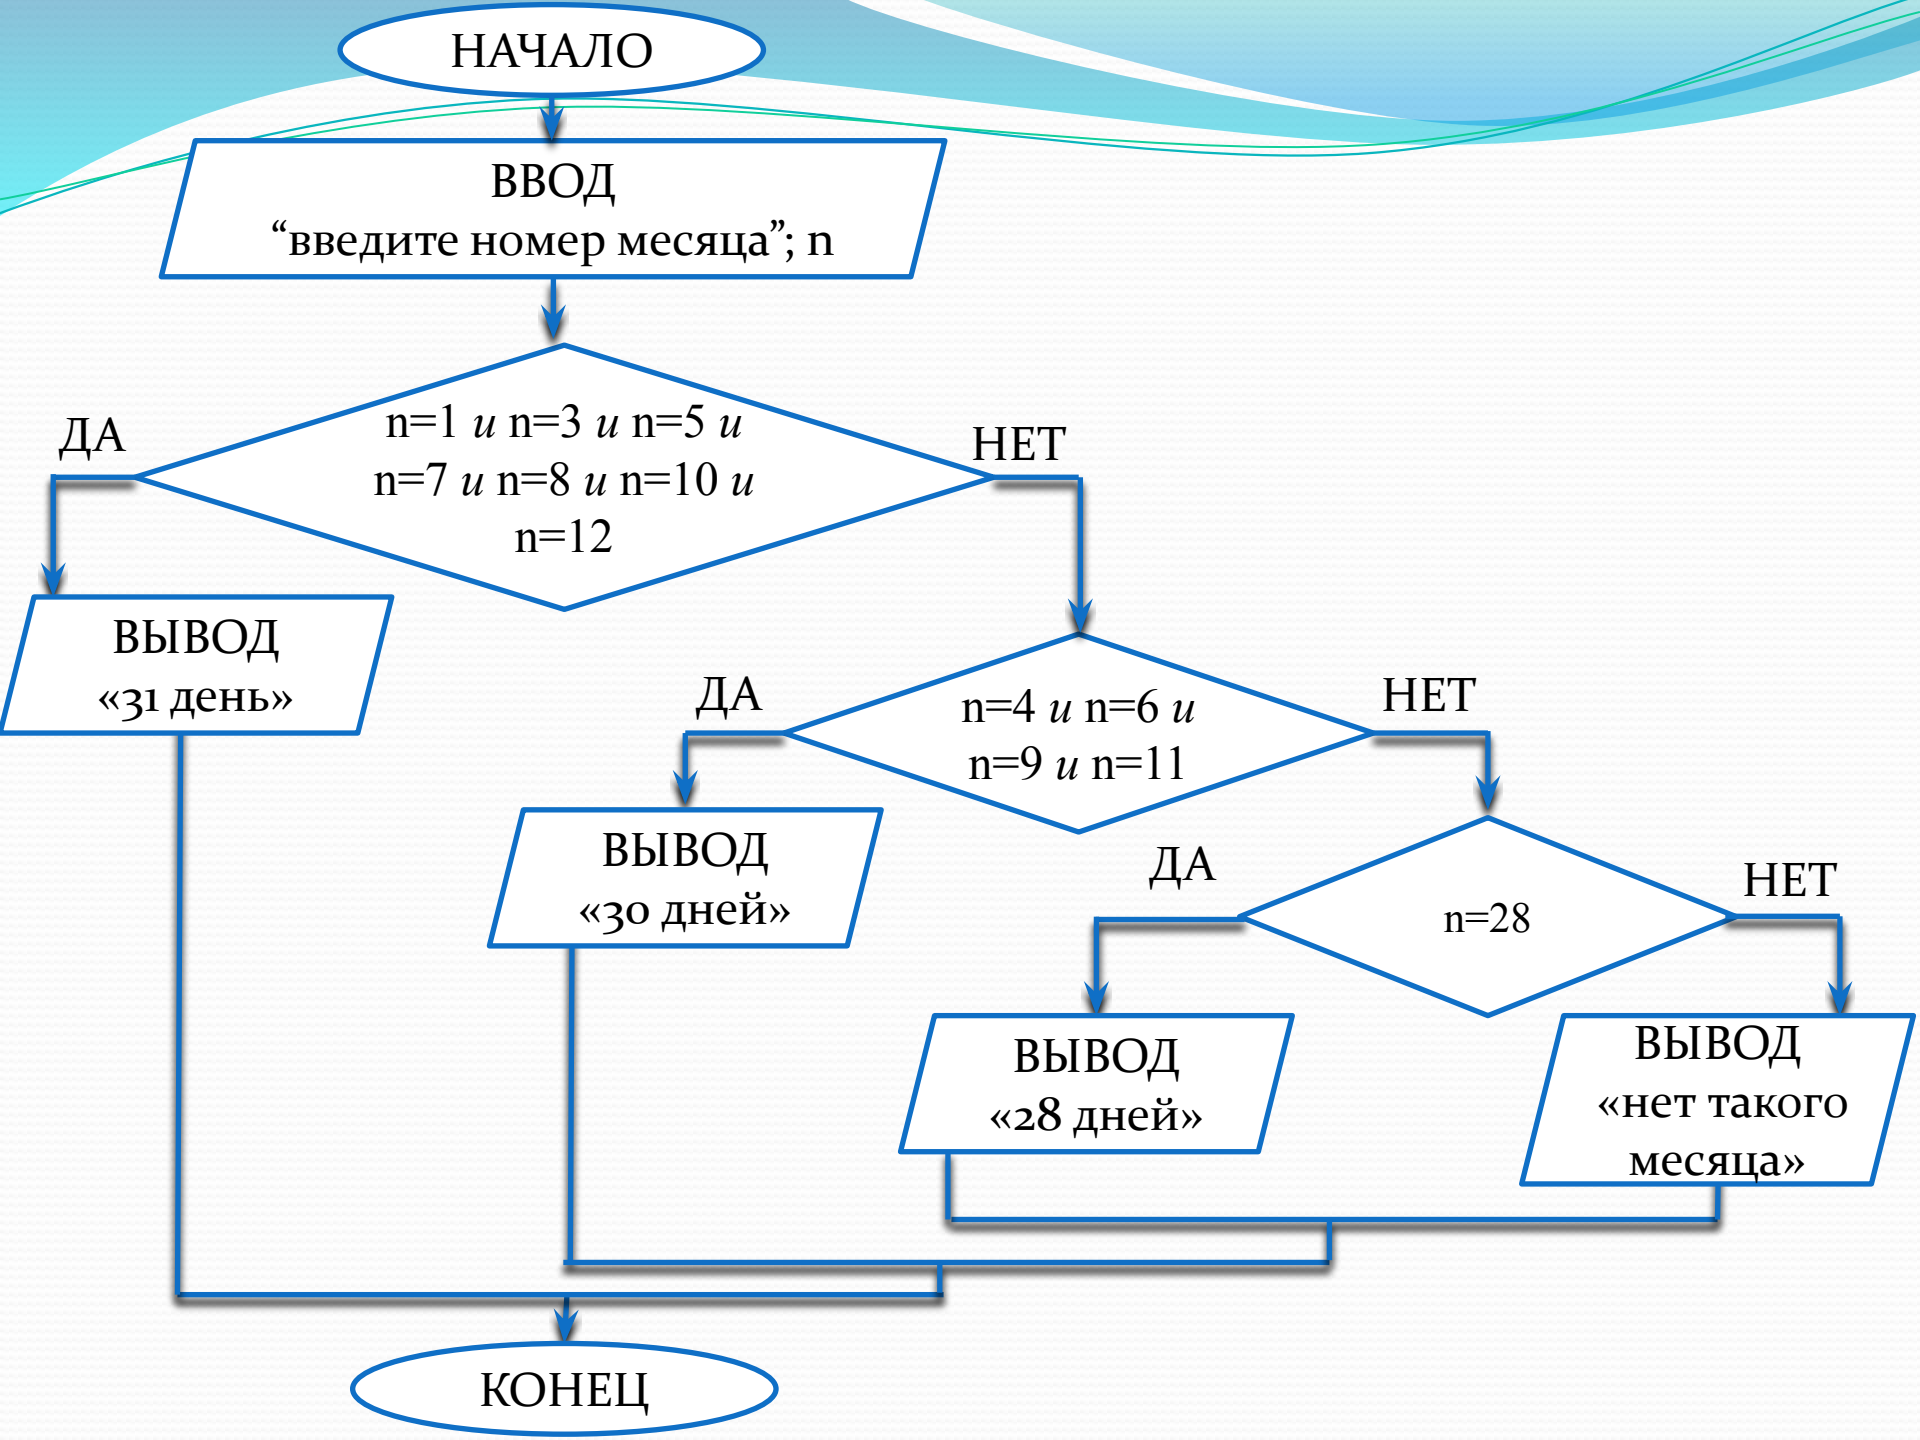 НАЧАЛО
ВВОД
“введите номер месяца”; n
ДА
n=1 и n=3 и n=5 и
n=7 и n=8 и n=10 и
n=12
НЕТ
ВЫВОД
«31 день»
ДА
n=4 и n=6 и
n=9 и n=11
НЕТ
ВЫВОД
«30 дней»
ДА
n=28
НЕТ
ВЫВОД
«28 дней»
ВЫВОД
«нет такого
месяца»
КОНЕЦ